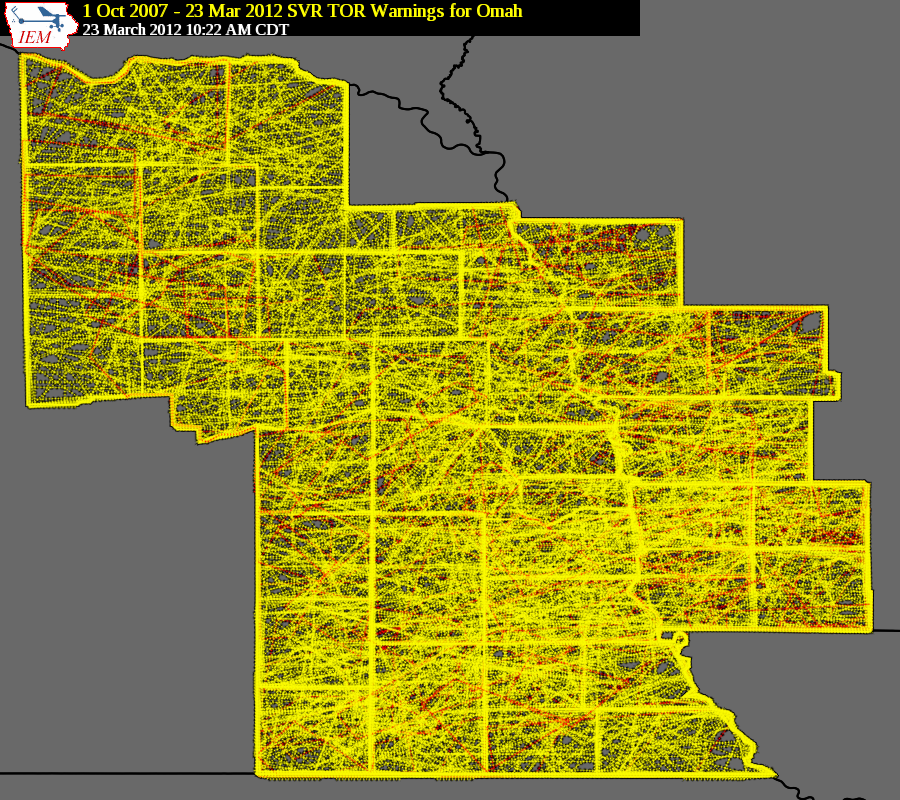 1 Oct 2007 - 23 Mar 2012 SVR TOR Warnings for Omah
23 March 2012 10:22 AM CDT
IEM